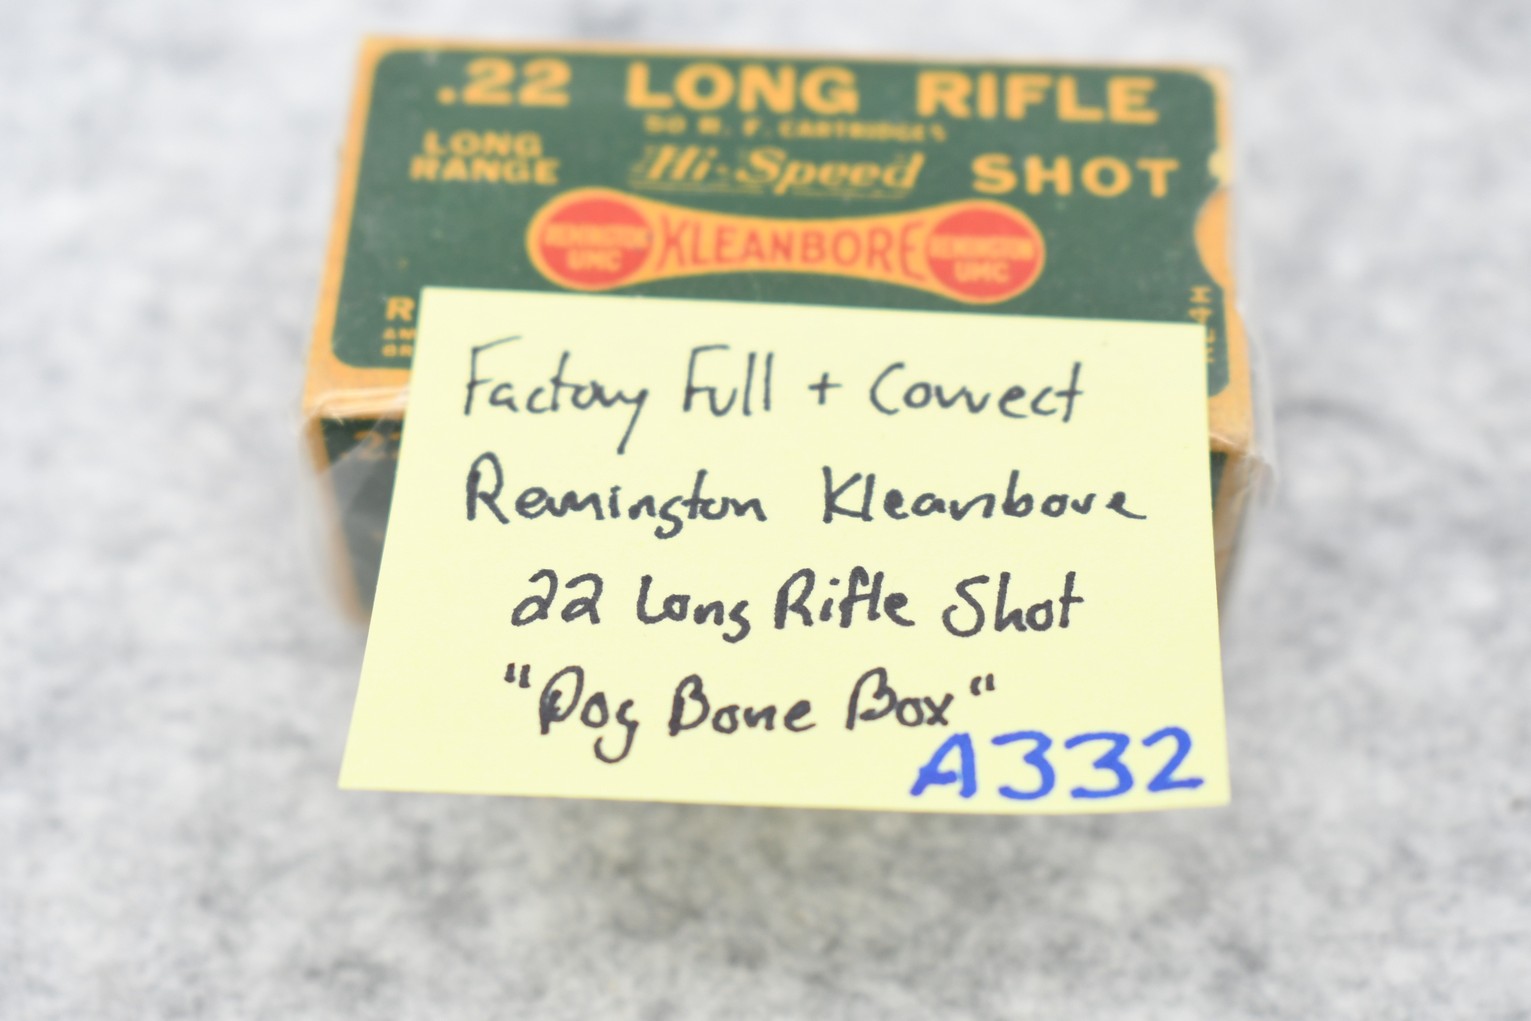 .22 LONG RIFLE
50 R. F. CARTRIDGES
LONG RANGE Hi-Speed SHOT
REMINGTON UMC KLEANBORE REMINGTON UMC
Factory Full + Correct
Remington Kleanbore
22 Long Rifle Shot
"Dog Bone Box"
A332